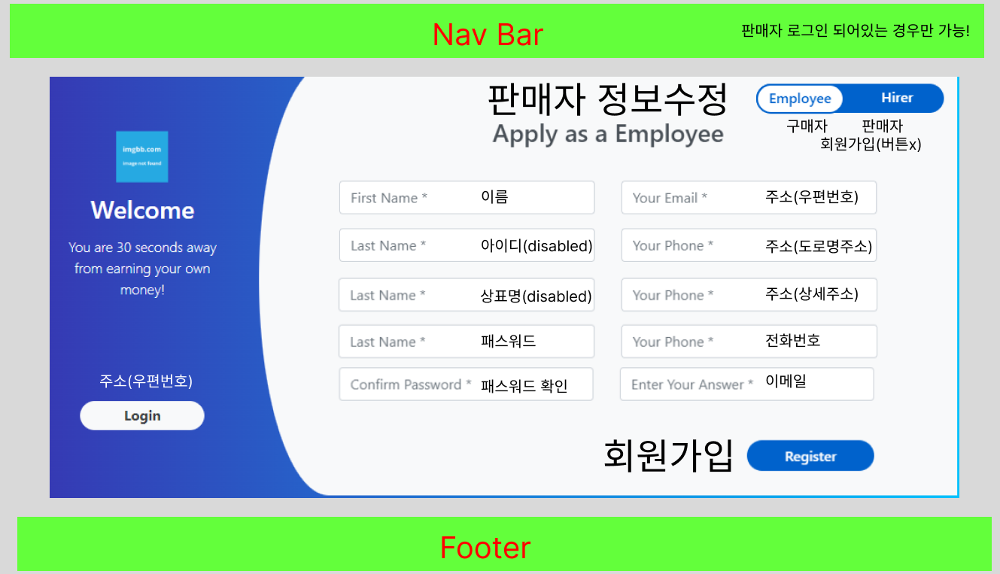 Nav Bar
판매자 로그인 되어있는 경우만 가능!
판매자 정보수정
Apply as a Employee
Employee
Hirer
구매자
판매자
회원가입(버튼x)
imgbb.com
image not found
Welcome
You are 30 seconds away
from earning your own
money!
주소(우편번호)
Login
First Name * 이름
Your Email * 주소(우편번호)
Last Name * 아이디(disabled)
Your Phone * 주소(도로명주소)
Last Name * 상표명(disabled)
Your Phone * 주소(상세주소)
Last Name * 패스워드
Your Phone * 전화번호
Confirm Password * 패스워드 확인
Enter Your Answer * 이메일
회원가입
Register
Footer